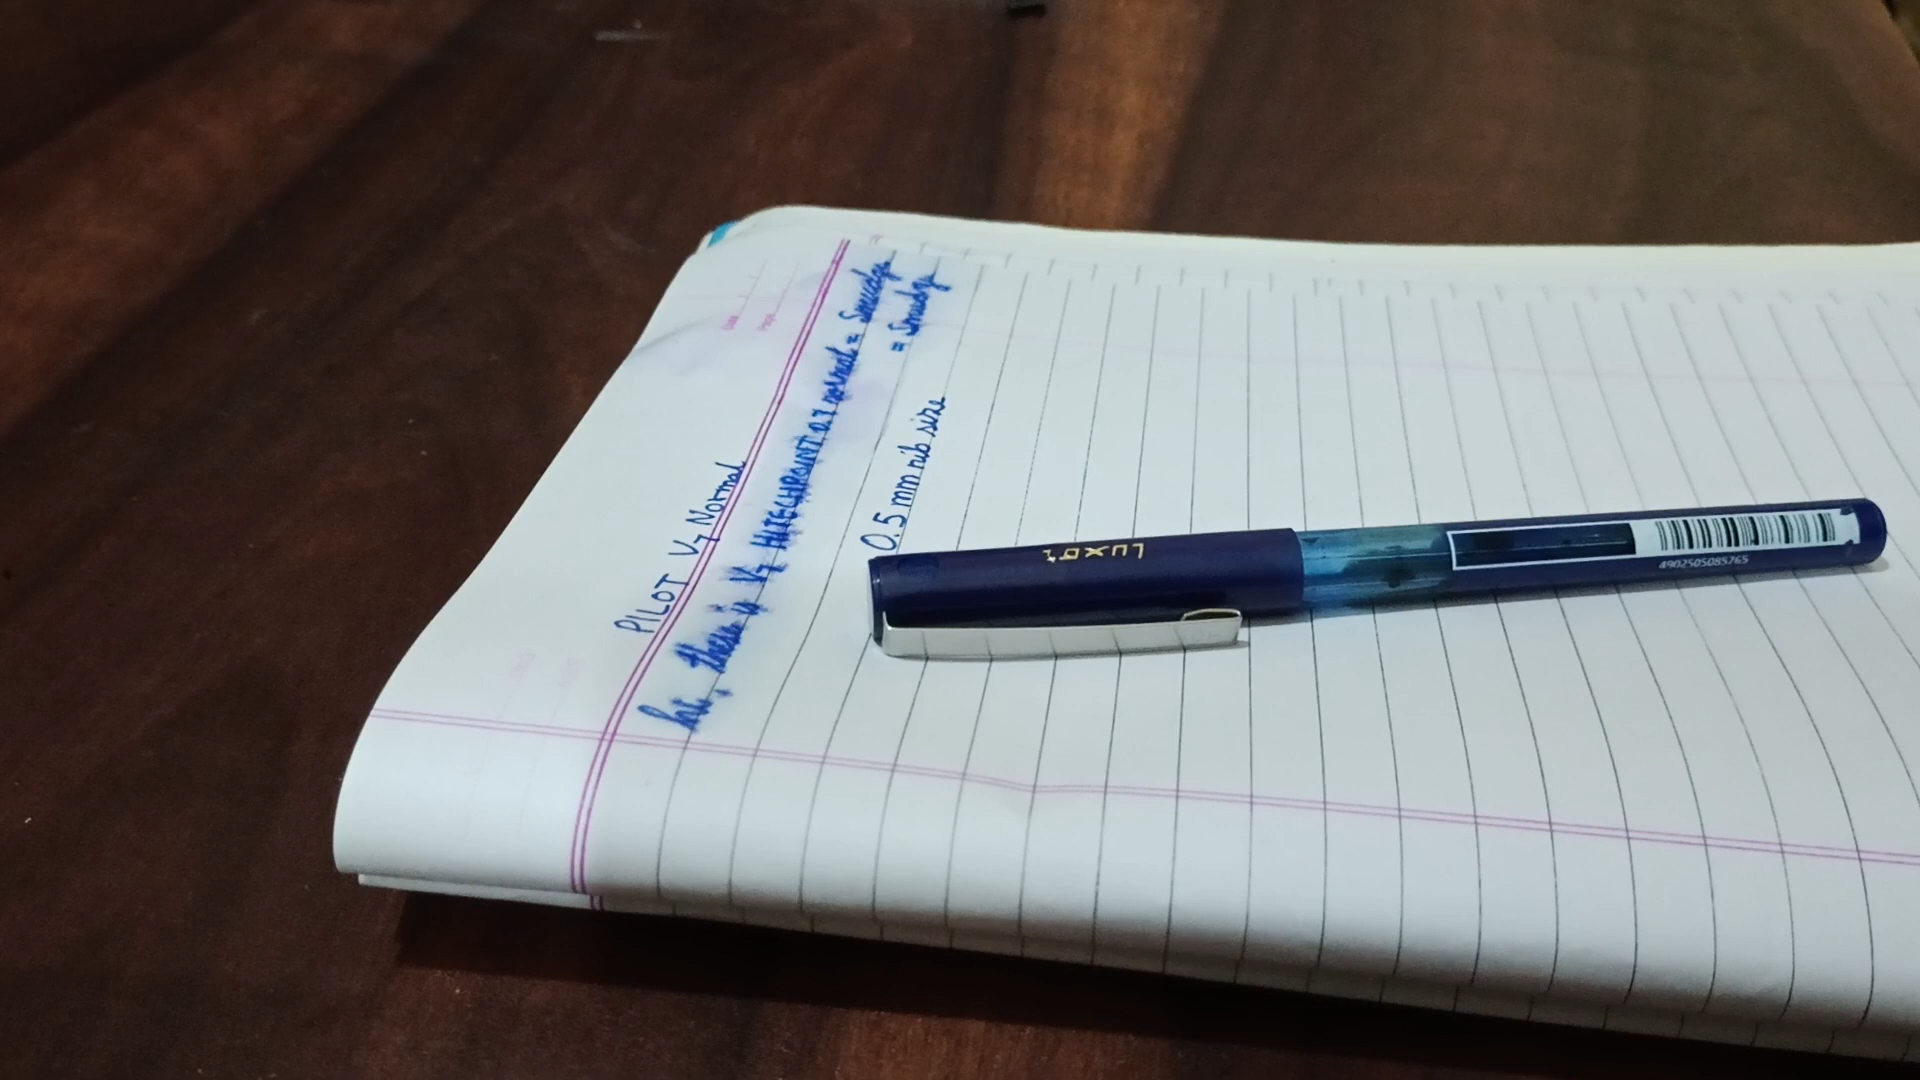 PILOT V7 Normal
hi, these is V7 HITECHPOINT 0.7 normal = Smudge
= Smudge
0.5 mm nib size
LUXOR
4902505085765